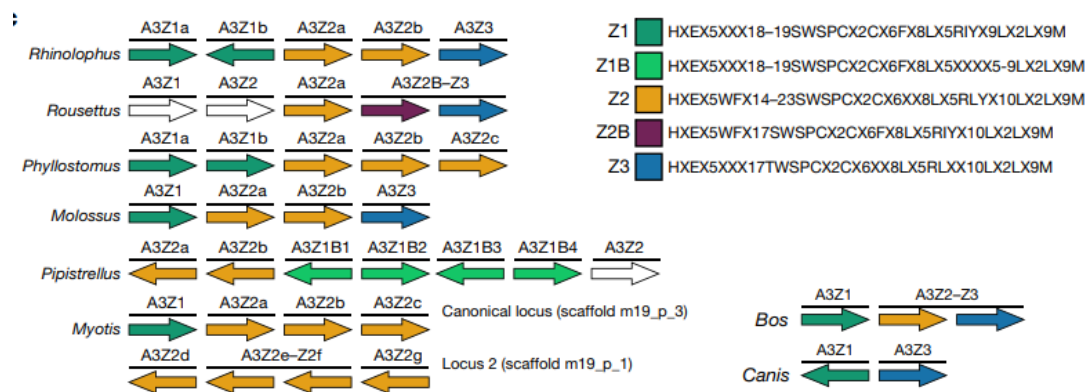 c
A3Z1a A3Z1b A3Z2a A3Z2b A3Z3
Rhinolophus
A3Z1 A3Z2 A3Z2a A3Z2B–Z3
Rousettus
A3Z1a A3Z1b A3Z2a A3Z2b A3Z2c
Phyllostomus
A3Z1 A3Z2a A3Z2b A3Z3
Molossus
A3Z2a A3Z2b A3Z1B1 A3Z1B2 A3Z1B3 A3Z1B4 A3Z2
Pipistrellus
A3Z1 A3Z2a A3Z2b A3Z2c
Myotis
Canonical locus (scaffold m19_p_3)
A3Z2d A3Z2e–Z2f A3Z2g
Locus 2 (scaffold m19_p_1)
Z1 HXEX5XXX18–19SWSPCX2CX6FX8LX5RIYX9LX2LX9M
Z1B HXEX5XXX18–19SWSPCX2CX6FX8LX5XXXX5-9LX2LX9M
Z2 HXEX5WFX14–23SWSPCX2CX6XX8LX5RLYX10LX2LX9M
Z2B HXEX5WFX17SWSPCX2CX6FX8LX5RIYX10LX2LX9M
Z3 HXEX5XXX17TWSPCX2CX6XX8LX5RLXX10LX2LX9M
A3Z1 A3Z2–Z3
Bos
A3Z1 A3Z3
Canis